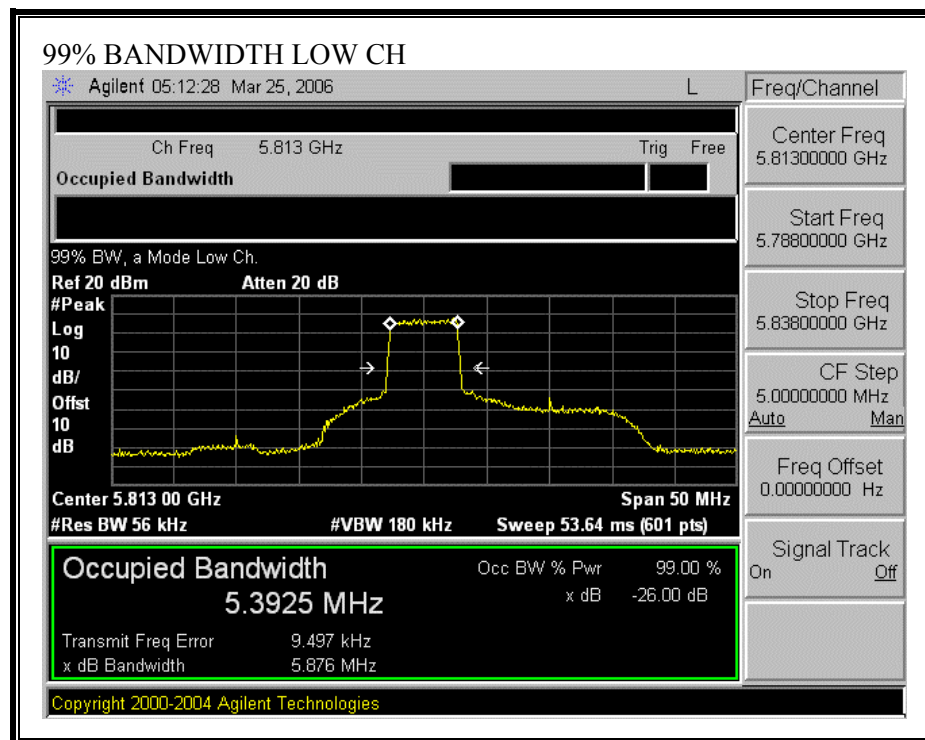 99% BANDWIDTH LOW CH
Agilent 05:12:28 Mar 25, 2006 L
Freq/Channel
Ch Freq 5.813 GHz Trig Free
Occupied Bandwidth
Center Freq
5.81300000 GHz
Start Freq
5.78800000 GHz
99% BW, a Mode Low Ch.
Ref 20 dBm Atten 20 dB
#Peak
Log
10
dB/
Offst
10
dB
Stop Freq
5.83800000 GHz
CF Step
5.00000000 MHz
Auto Man
Freq Offset
0.00000000 Hz
Center 5.813 00 GHz Span 50 MHz
#Res BW 56 kHz #VBW 180 kHz Sweep 53.64 ms (601 pts)
Signal Track
On Off
Occupied Bandwidth Occ BW % Pwr 99.00 %
5.3925 MHz x dB -26.00 dB
Transmit Freq Error 9.497 kHz
x dB Bandwidth 5.876 MHz
Copyright 2000-2004 Agilent Technologies